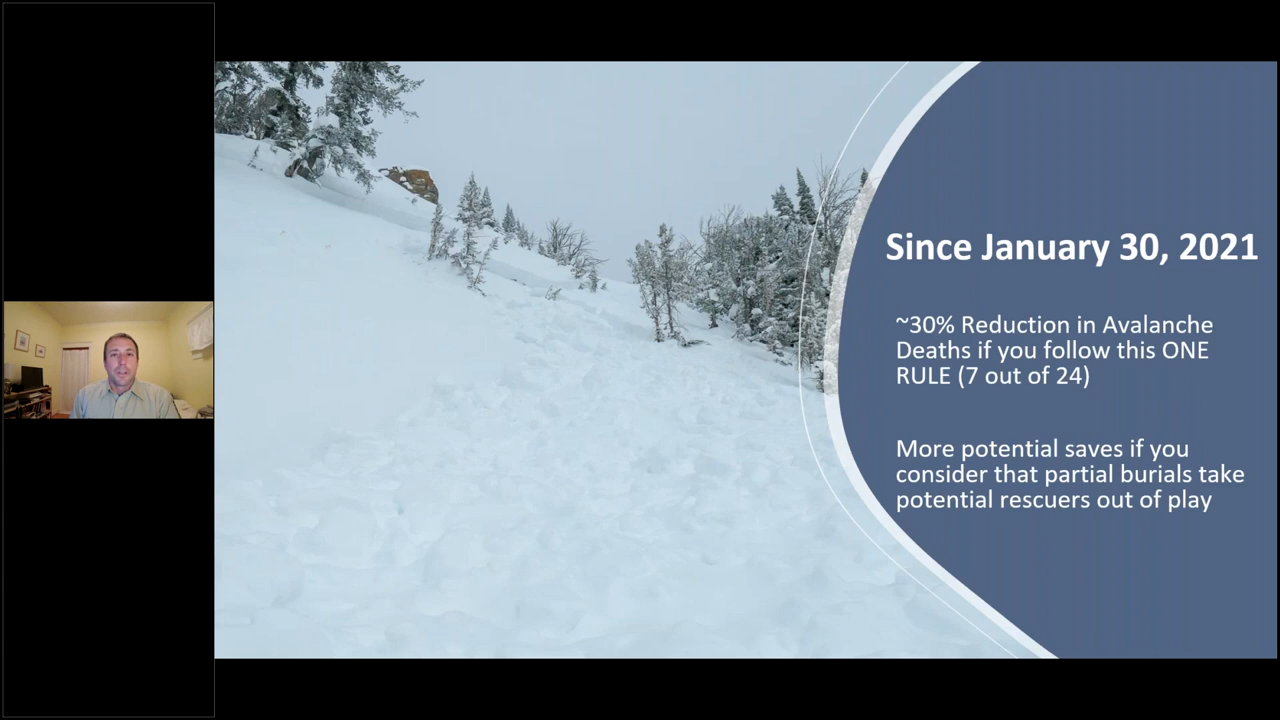 Since January 30, 2021
~30% Reduction in Avalanche
Deaths if you follow this ONE
RULE (7 out of 24)
More potential saves if you
consider that partial burials take
potential rescuers out of play